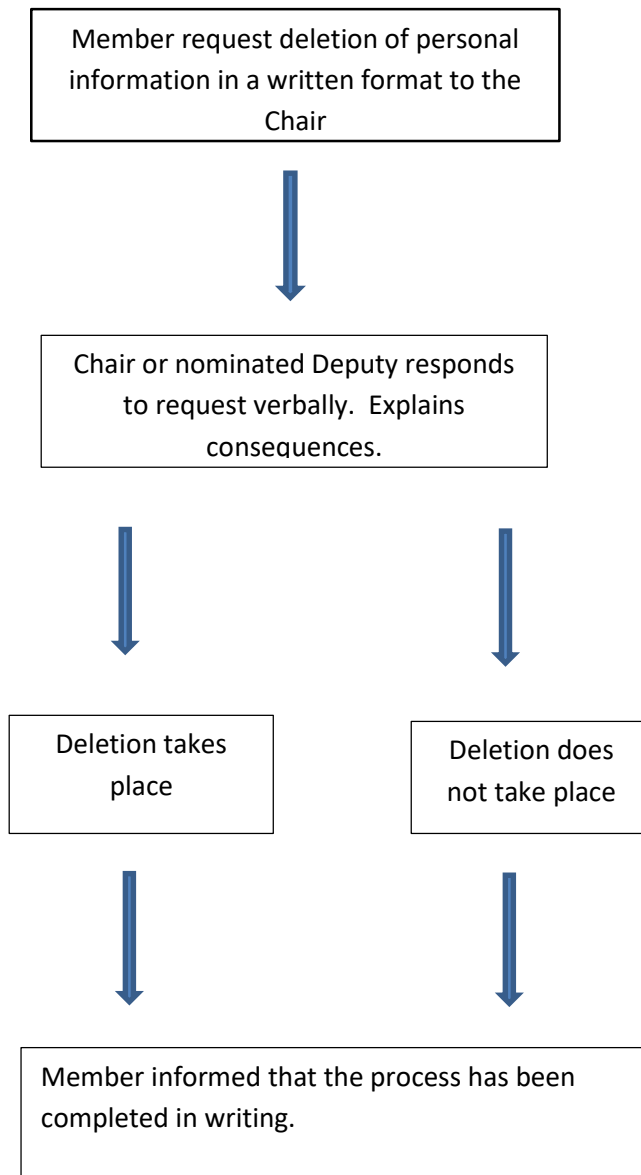 Member request deletion of personal
information in a written format to the
Chair
Chair or nominated Deputy responds
to request verbally.  Explains
consequences.
Deletion takes
place
Deletion does
not take place
Member informed that the process has been
completed in writing.